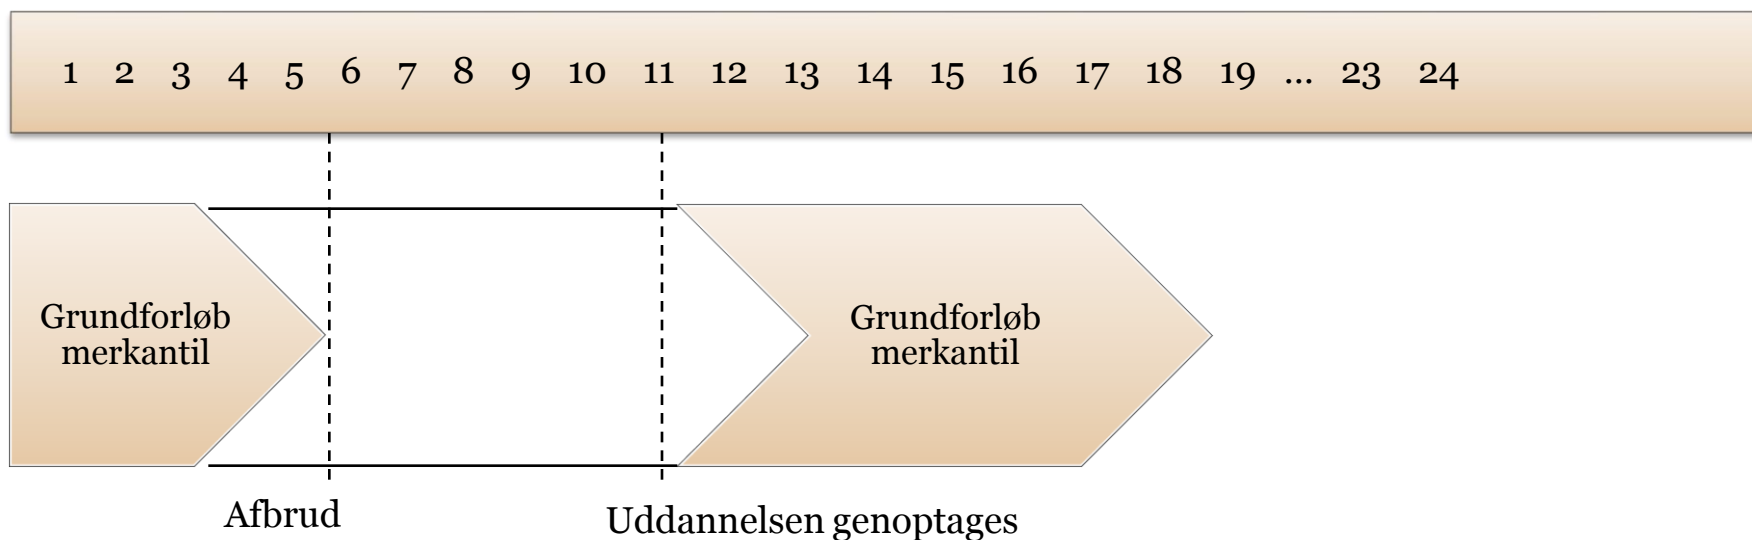 1 2 3 4 5 6 7 8 9 10 11 12 13 14 15 16 17 18 19 ... 23 24
Grundforløb
merkantil
Grundforløb
merkantil
Afbrud
Uddannelsen genoptages